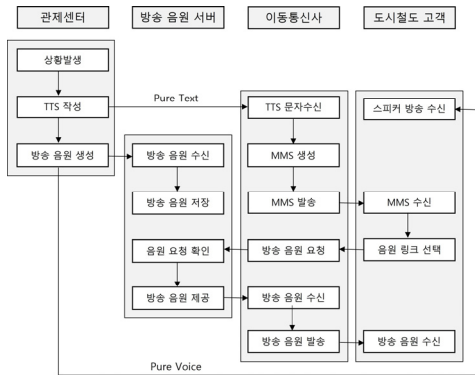 관제센터
방송 음원 서버
이동통신사
도시철도 고객
상황발생
TTS 작성
Pure Text
TTS 문자수신
스피커 방송 수신
방송 음원 생성
방송 음원 수신
MMS 생성
방송 음원 저장
MMS 발송
MMS 수신
음원 요청 확인
방송 음원 요청
음원 링크 선택
방송 음원 제공
방송 음원 수신
방송 음원 발송
방송 음원 수신
Pure Voice